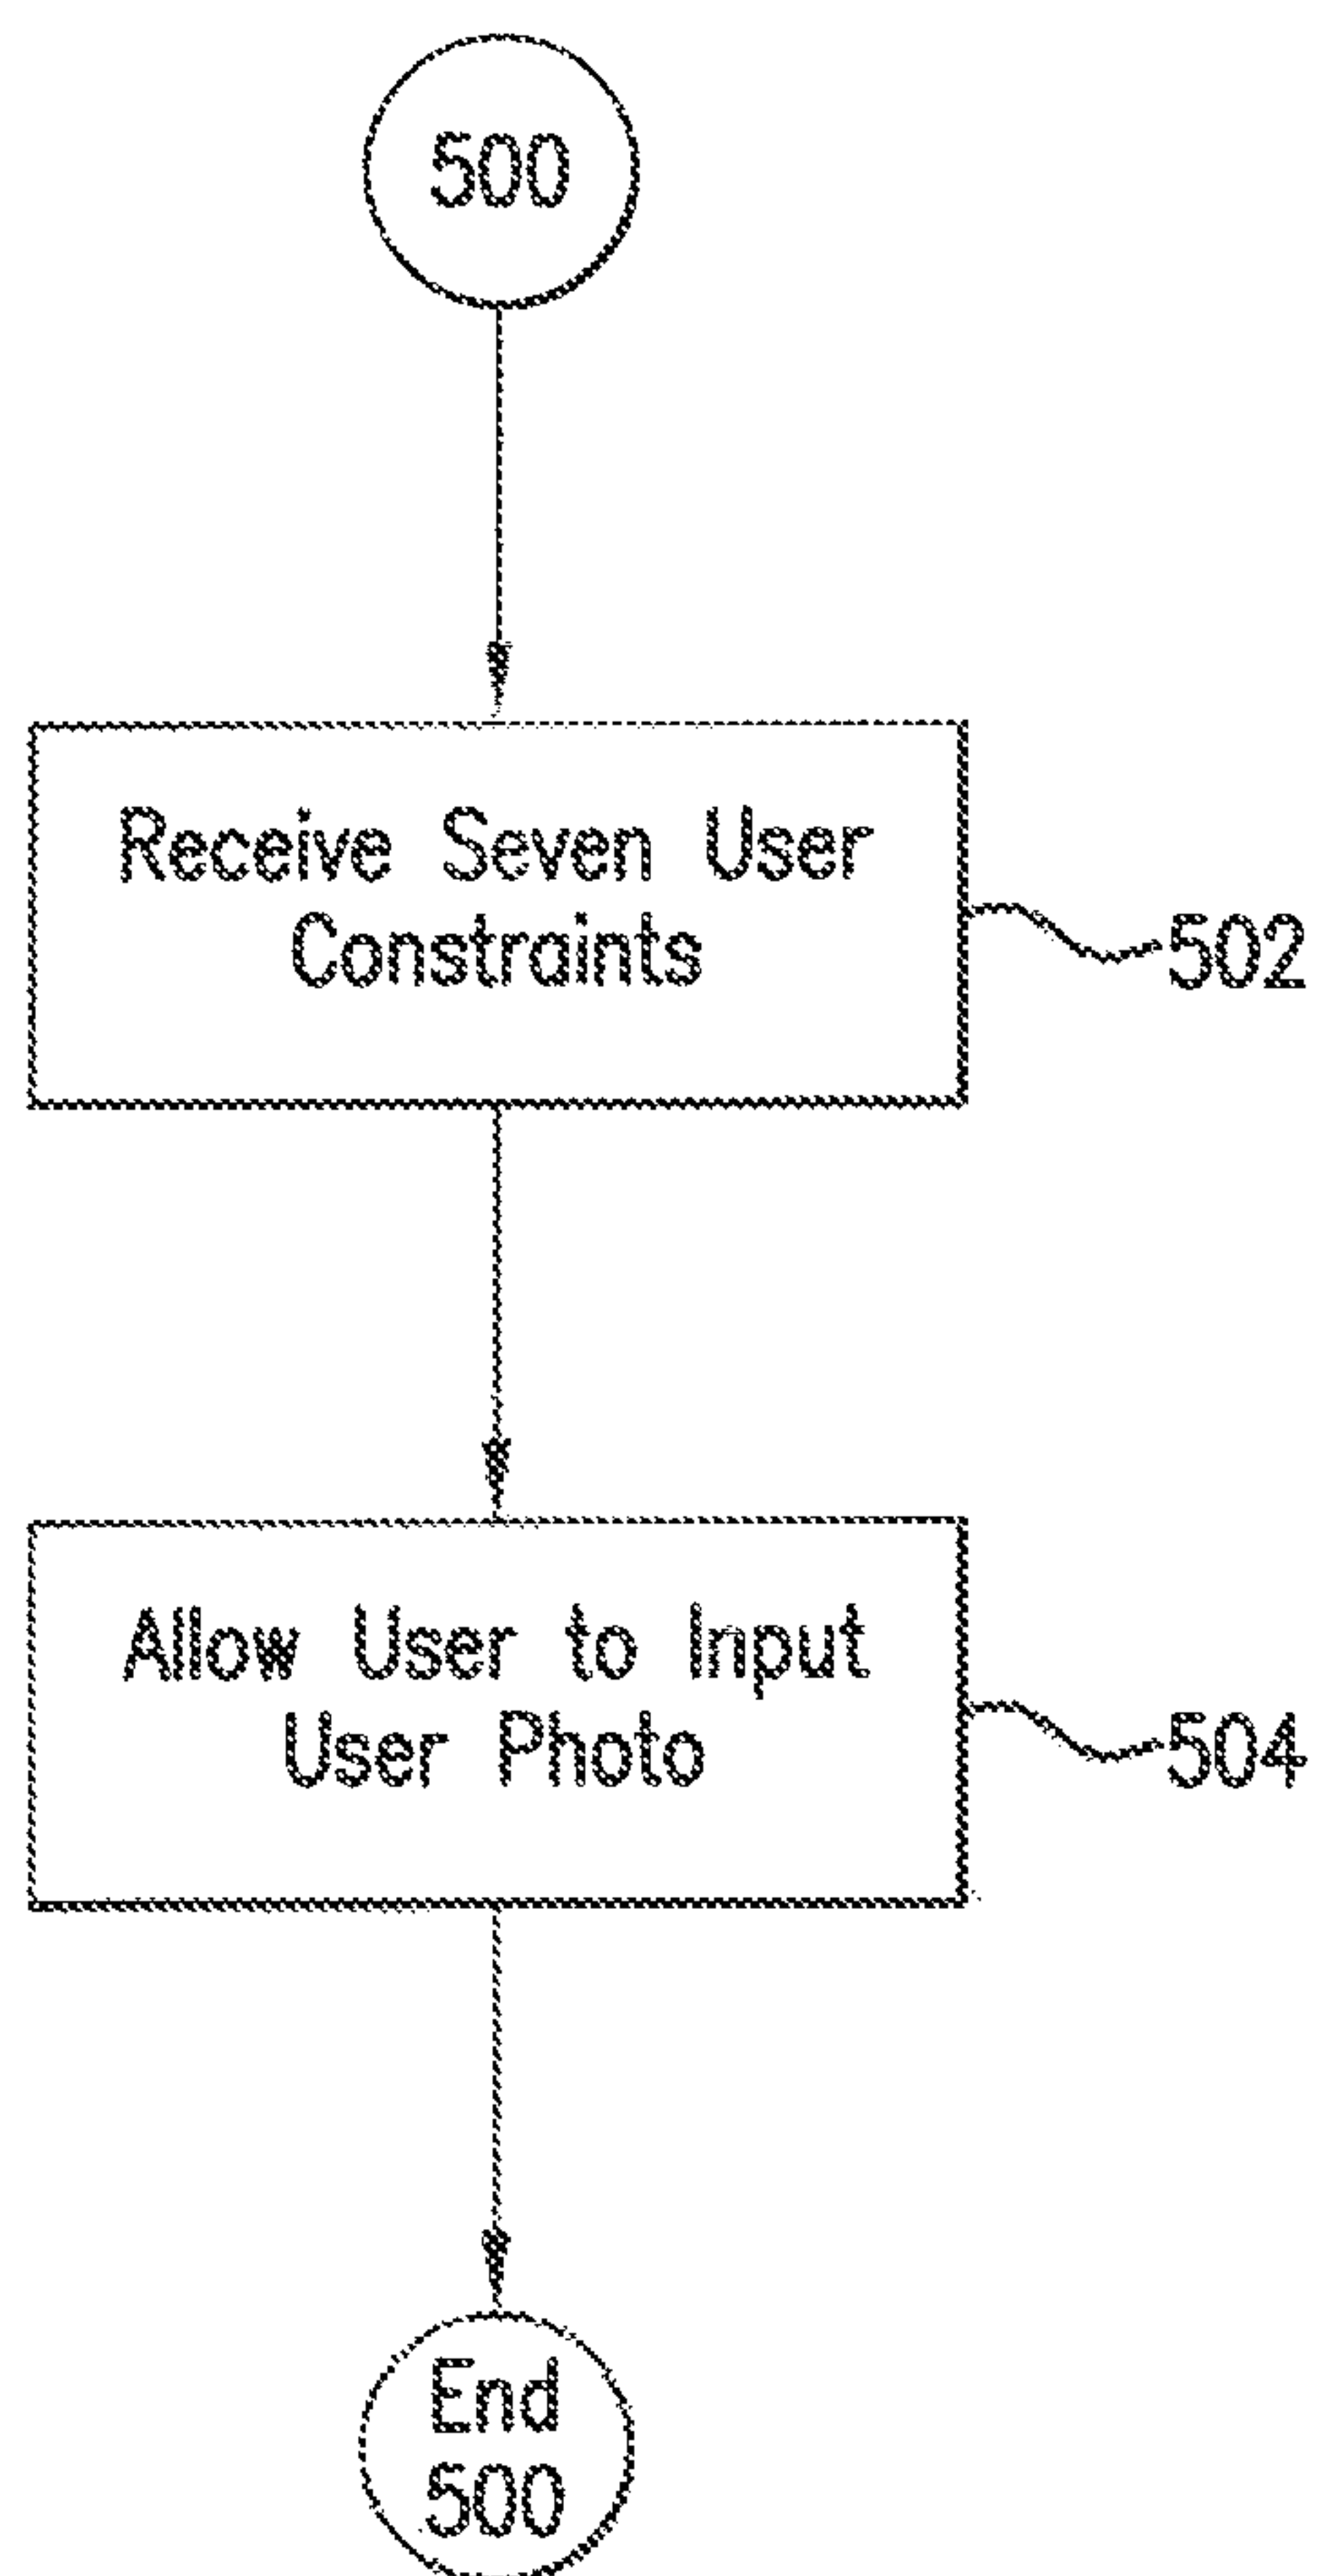 500
Receive Seven User
Constraints
502
Allow User to Input
User Photo
504
End
500